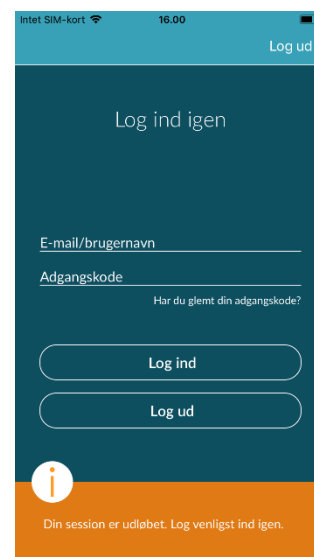 Intet SIM-kort 16.00
Log ud
Log ind igen
E-mail/brugernavn
Adgangskode
Har du glemt din adgangskode?
Log ind
Log ud
i
Din session er udløbet. Log venligst ind igen.